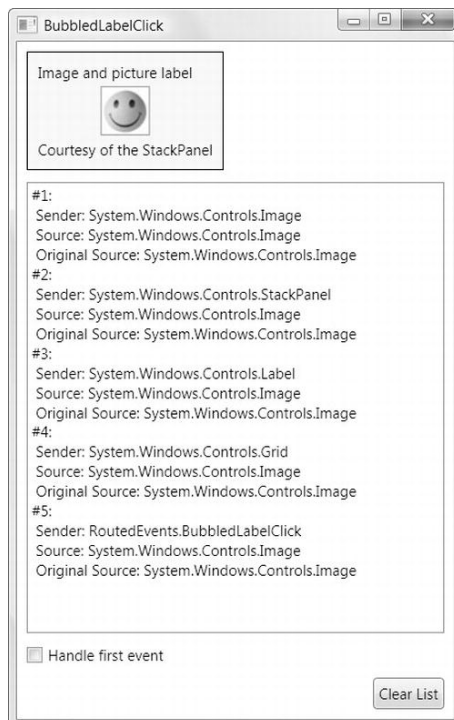 BubbledLabelClick
Image and picture label
Courtesy of the StackPanel
#1:
Sender: System.Windows.Controls.Image
Source: System.Windows.Controls.Image
Original Source: System.Windows.Controls.Image
#2:
Sender: System.Windows.Controls.StackPanel
Source: System.Windows.Controls.Image
Original Source: System.Windows.Controls.Image
#3:
Sender: System.Windows.Controls.Label
Source: System.Windows.Controls.Image
Original Source: System.Windows.Controls.Image
#4:
Sender: System.Windows.Controls.Grid
Source: System.Windows.Controls.Image
Original Source: System.Windows.Controls.Image
#5:
Sender: RoutedEvents.BubbledLabelClick
Source: System.Windows.Controls.Image
Original Source: System.Windows.Controls.Image
Handle first event
Clear List